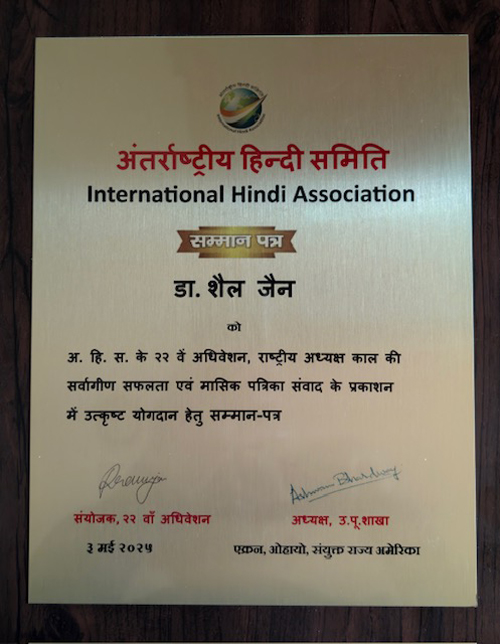 अंतर्राष्ट्रीय हिन्दी समिति
International Hindi Association
सम्मान पत्र
डा. शैल जैन
को
अ. हि. स. के २२ वें अधिवेशन, राष्ट्रीय अध्यक्ष काल की
सर्वागीण सफलता एवं मासिक पत्रिका संवाद के प्रकाशन
में उत्कृष्ट योगदान हेतु सम्मान-पत्र
संयोजक, २२ वाँ अधिवेशन
अध्यक्ष, उ.पू.शाखा
३ मई २०२५
एक्रन, ओहायो, संयुक्त राज्य अमेरिका